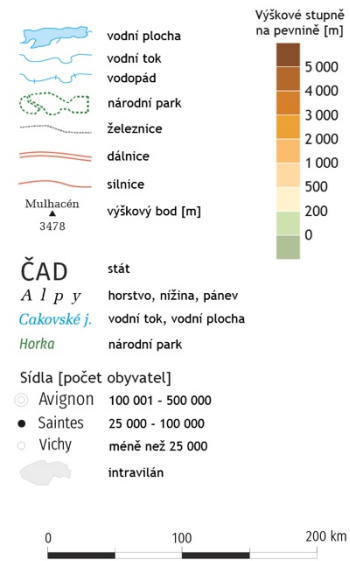 Výškové stupně
na pevnině [m]
vodní plocha
vodní tok
vodopád
národní park
železnice
dálnice
silnice
Mulhacén
3478
výškový bod [m]
5 000
4 000
3 000
2 000
1 000
500
200
0
ČAD
stát
Alpy
horstvo, nížina, pánev
Cakovské j.
vodní tok, vodní plocha
Horka
národní park
Sídla [počet obyvatel]
Avignon 100 001 - 500 000
Saintes 25 000 - 100 000
Vichy méně než 25 000
intravilán
0 100 200 km